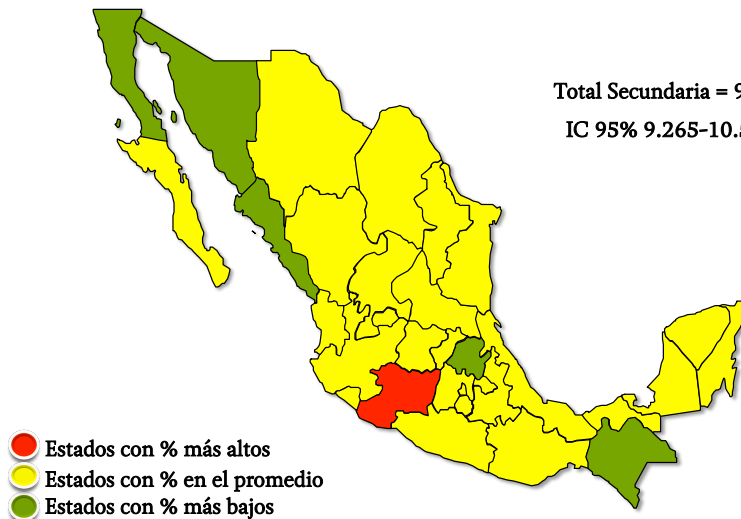 Total Secundaria = 9
IC 95% 9.265-10.
Estados con % más altos
Estados con % en el promedio
Estados con % más bajos